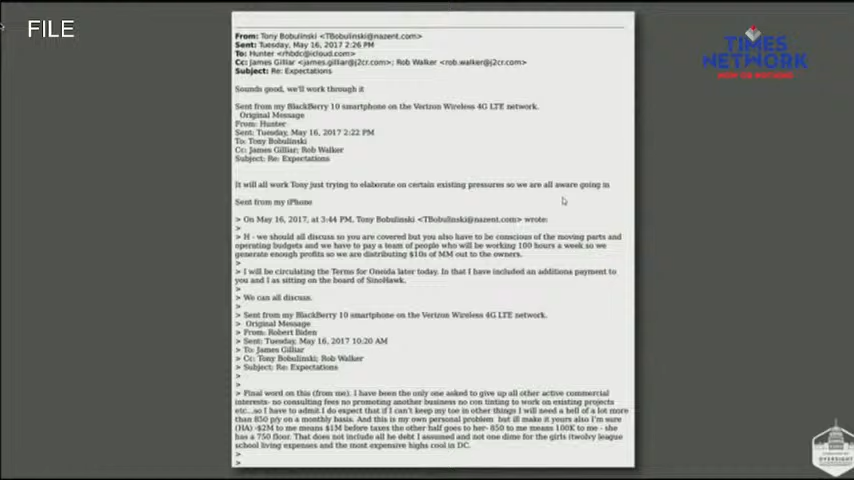 FILE
TIMES
NETWORK
NOW OR NOTHING
From: Tony Bobulinski <TBobulinski@nazent.com>
Sent: Tuesday, May 16, 2017 2:26 PM
To: Hunter <rhbdc@icloud.com>
Cc: James Gilliar <james.gilliar@j2cr.com>; Rob Walker <rob.walker@j2cr.com>
Subject: Re: Expectations
Sounds good, we'll work through it
Sent from my BlackBerry 10 smartphone on the Verizon Wireless 4G LTE network.
Original Message
From: Hunter
Sent: Tuesday, May 16, 2017 2:22 PM
To: Tony Bobulinski
Cc: James Gilliar; Rob Walker
Subject: Re: Expectations
It will all work Tony just trying to elaborate on certain existing pressures so we are all aware going in
Sent from my iPhone
> On May 16, 2017, at 3:44 PM, Tony Bobulinski <TBobulinski@nazent.com> wrote:
>
> H - we should all discuss so you are covered but you also have to be conscious of the moving parts and
operating budgets and we have to pay a team of people who will be working 100 hours a week so we
generate enough profits so we are distributing $10s of MM out to the owners.
>
> I will be circulating the Terms for Oneida later today. In that I have included an additiona payment to
you and I as sitting on the board of SinoHawk.
>
> We can all discuss.
>
> Sent from my BlackBerry 10 smartphone on the Verizon Wireless 4G LTE network.
> Original Message
> From: Robert Biden
> Sent: Tuesday, May 16, 2017 10:20 AM
> To: James Gilliar
> Cc: Tony Bobulinski; Rob Walker
> Subject: Re: Expectations
>
>
> Final word on this (from me). I have been the only one asked to give up all other active commercial
interests- no consulting fees no promoting another business no con tinting to work on existing projects
etc...so I have to admit I do expect that if I can't keep my toe in other things I will need a hell of a lot more
than 850 p/y on a monthly basis. And this is my own personal problem but ill make it yours also I'm sure
(HA) -$2M to me means $1M before taxes the other half goes to her- 850 to me means 100K to me - she
has a 750 floor. That does not include all he debt I assumed and not one dime for the girls (twolvy league
school living expenses and the most expensive highs cool in DC.
>
>
OVERSIGHT